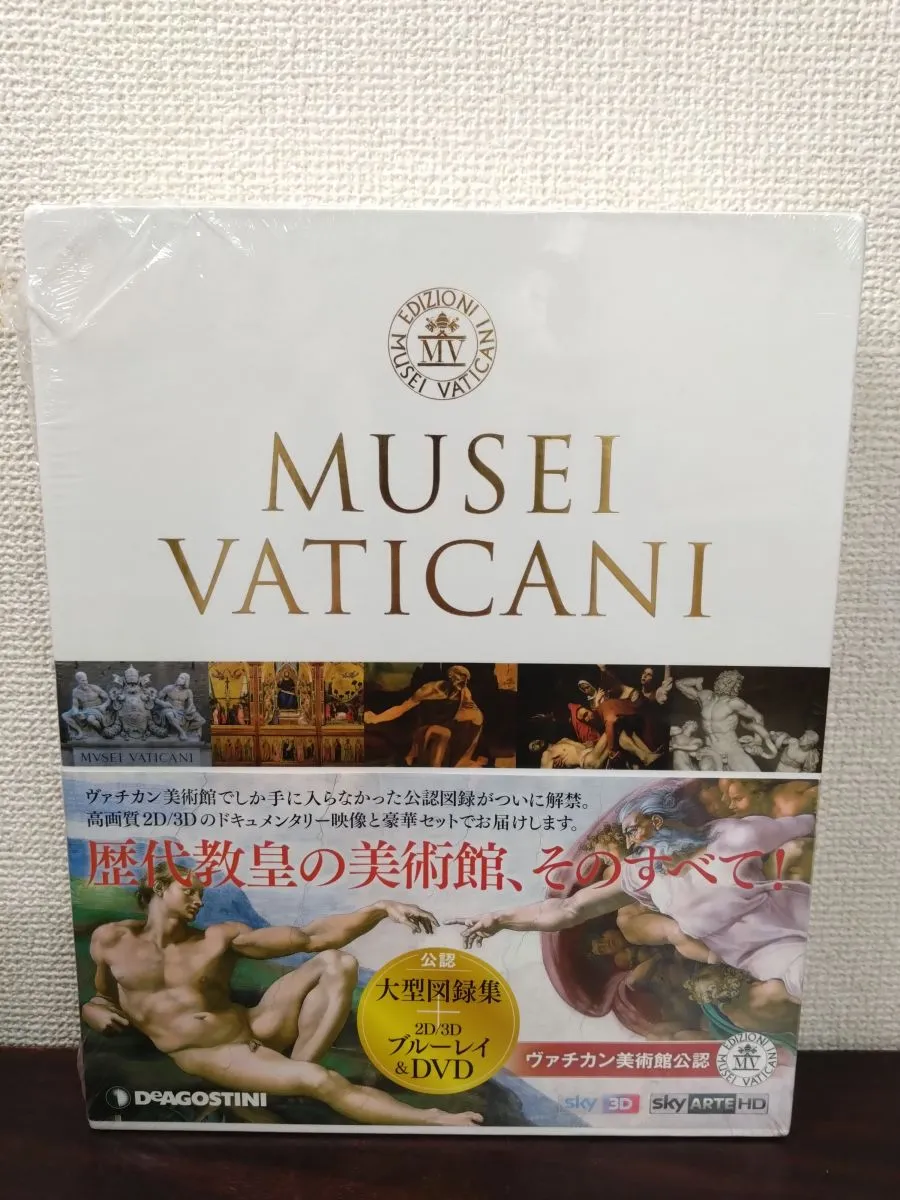 EDIZIONI
MV
MUSEI VATICANI
MUSEI
VATICANI
MVSEI VATICANI
ヴァチカン美術館でしか手に入らなかった公認図録がついに解禁。
高画質2D/3Dのドキュメンタリー映像と豪華セットでお届けします。
歴代教皇の美術館、そのすべて!
公認
大型図録集
+
2D/3D
ブルーレイ
&DVD
ヴァチカン美術館公認
EDIZIONI
MV
MUSEI VATICANI
DeAGOSTINI
sky 3D
sky ARTE HD